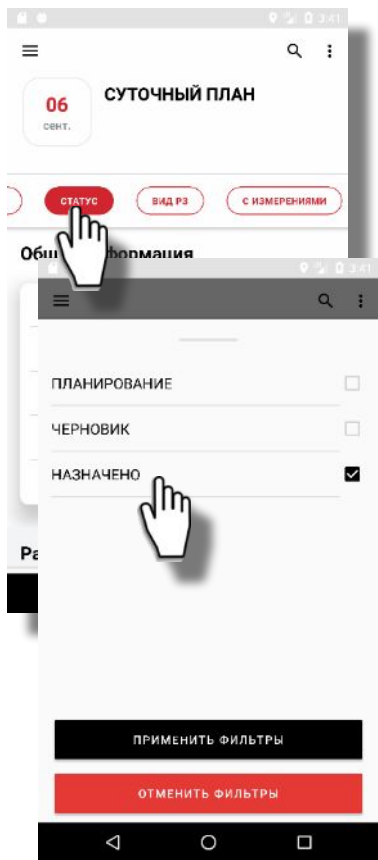 3:41
СУТОЧНЫЙ ПЛАН
06
сент.
СТАТУС
ВИД РЗ
С ИЗМЕРЕНИЯМИ
Общ формация
3:41
ПЛАНИРОВАНИЕ
ЧЕРНОВИК
НАЗНАЧЕНО
Ра
ПРИМЕНИТЬ ФИЛЬТРЫ
ОТМЕНИТЬ ФИЛЬТРЫ